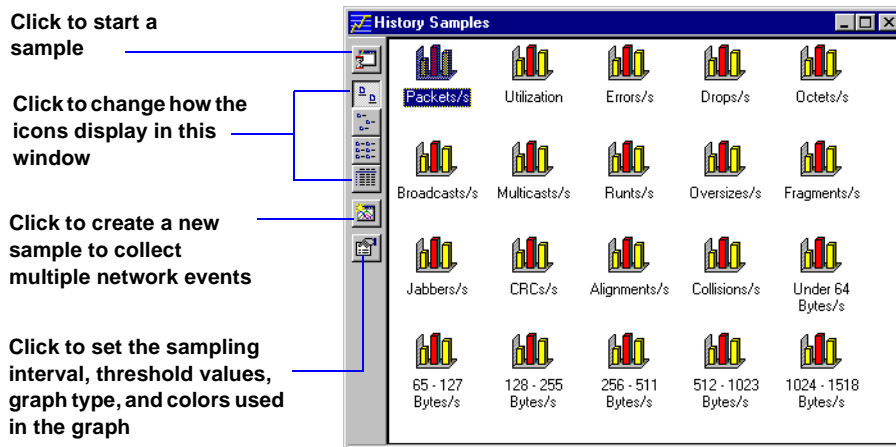 Click to start a
sample
Click to change how the
icons display in this
window
Click to create a new
sample to collect
multiple network events
Click to set the sampling
interval, threshold values,
graph type, and colors used
in the graph
History Samples
Packets/s
Utilization
Errors/s
Drops/s
Octets/s
Broadcasts/s
Multicasts/s
Runts/s
Oversizes/s
Fragments/s
Jabbers/s
CRCs/s
Alignments/s
Collisions/s
Under 64
Bytes/s
65 - 127
Bytes/s
128 - 255
Bytes/s
256 - 511
Bytes/s
512 - 1023
Bytes/s
1024 - 1518
Bytes/s